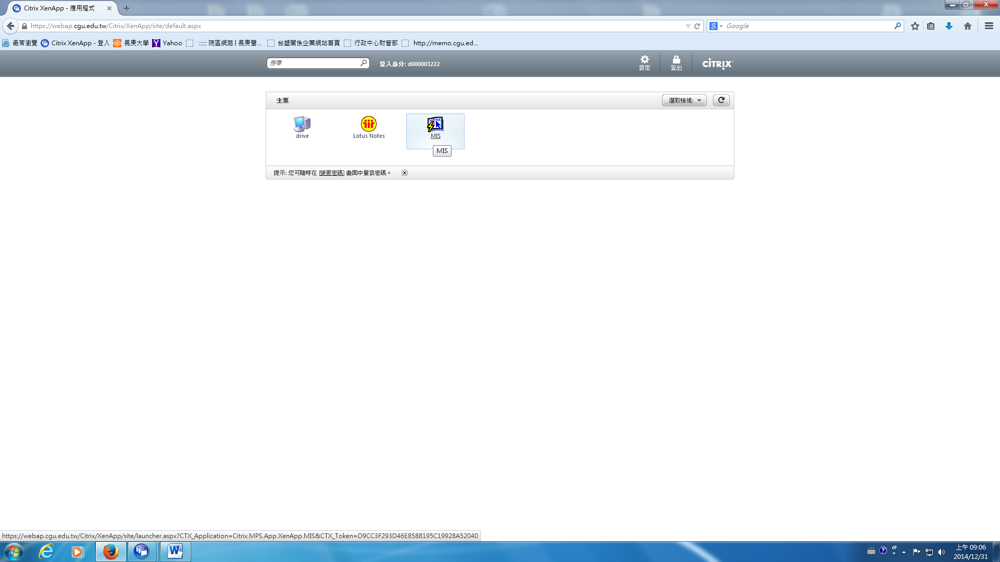 Citrix XenApp - 應用程式
https://webap.cgu.edu.tw/Citrix/XenApp/site/default.aspx
Google
最常瀏覽 Citrix XenApp - 登入 長庚大學 Yahoo ::::: 院區網路 | 長庚醫... 台塑關係企業網站首頁 行政中心財管部 http://memo.cgu.ed...
搜尋 登入身分: d000003222 設定 登出 CİTRIX
主要 選取檢視:
drive Lotus Notes MIS
MIS
提示: 您可隨時在 [變更密碼] 畫面中重設密碼。
https://webap.cgu.edu.tw/Citrix/XenApp/site/launcher.aspx?CTX_Application=Citrix.MPS.App.XenApp.MIS&CTX_Token=D9CC3F293D46E8588195C19928A52040
上午 09:06
2014/12/31